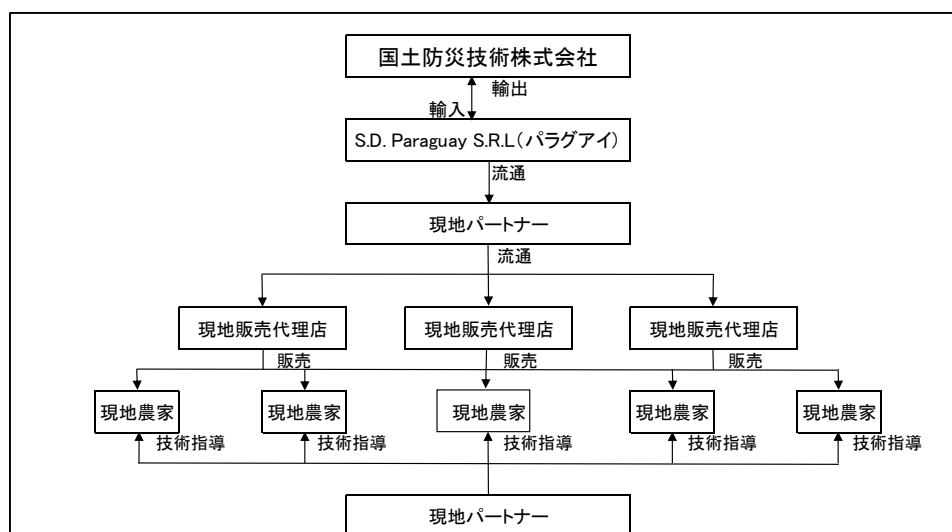 国土防災技術株式会社
輸出
輸入
S.D. Paraguay S.R.L(パラグアイ)
流通
現地パートナー
流通
現地販売代理店 現地販売代理店 現地販売代理店
販売 販売 販売
現地農家 現地農家 現地農家 現地農家 現地農家
技術指導 技術指導 技術指導 技術指導 技術指導
現地パートナー